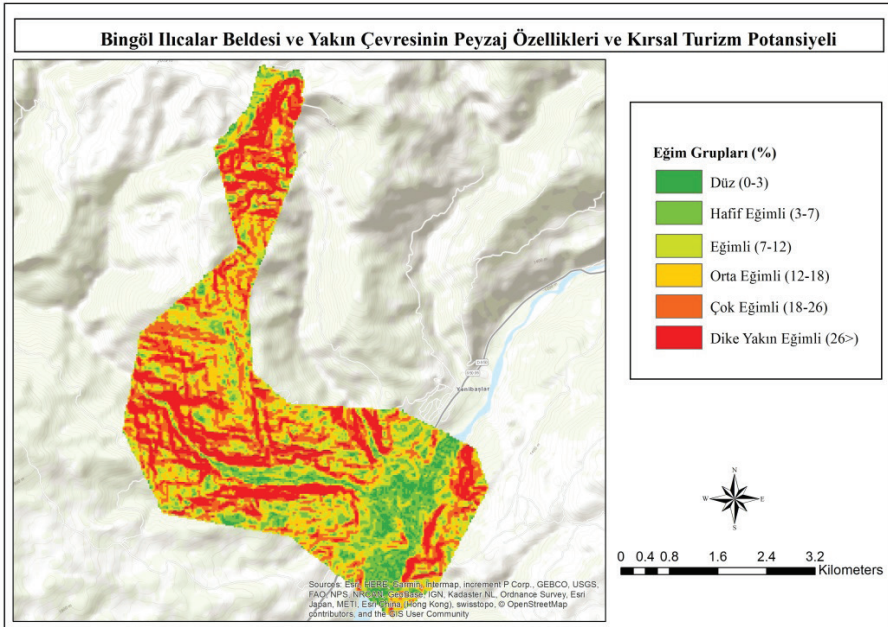 Bingöl Ilıcalar Beldesi ve Yakın Çevresinin Peyzaj Özellikleri ve Kırsal Turizm Potansiyeli
Eğim Grupları (%)
Düz (0-3)
Hafif Eğimli (3-7)
Eğimli (7-12)
Orta Eğimli (12-18)
Çok Eğimli (18-26)
Dike Yakın Eğimli (26>)
N
W E
S
0 0.4 0.8 1.6 2.4 3.2
Kilometers
Sources: Esri, HERE, Garmin, Intermap, increment P Corp., GEBCO, USGS,
FAO, NPS, NRCAN, GeoBase, IGN, Kadaster NL, Ordnance Survey, Esri
Japan, METI, Esri China (Hong Kong), swisstopo, © OpenStreetMap
contributors, and the GIS User Community